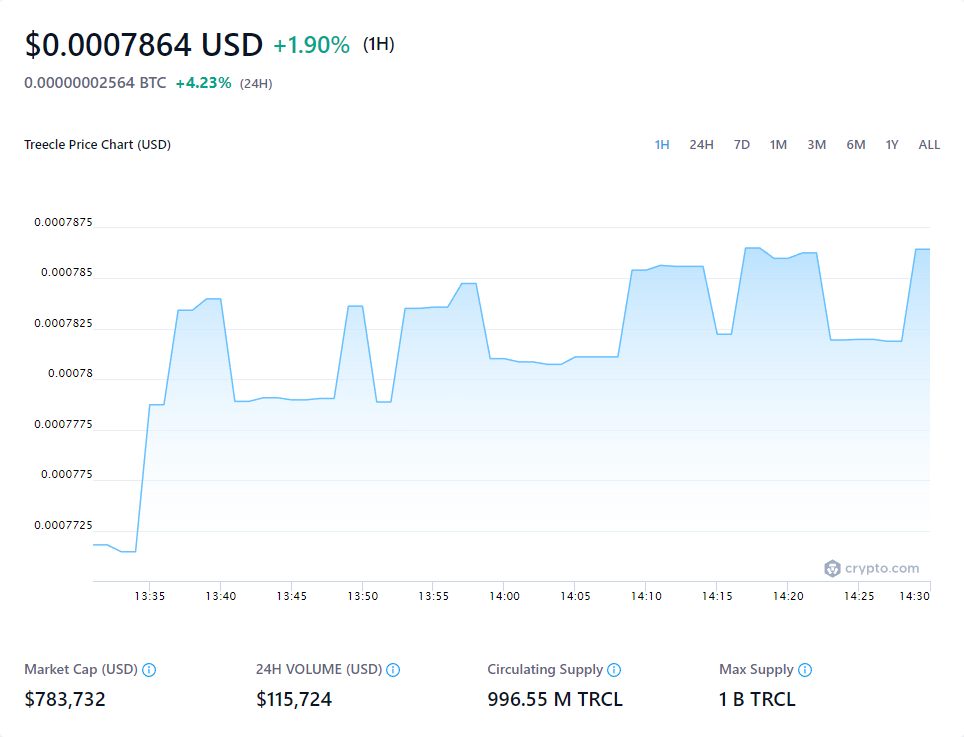 $0.0007864 USD +1.90% (1H)
0.00000002564 BTC +4.23% (24H)
Treecle Price Chart (USD) 1H 24H 7D 1M 3M 6M 1Y ALL
0.0007875
0.000785
0.0007825
0.00078
0.0007775
0.000775
0.0007725
crypto.com
13:35 13:40 13:45 13:50 13:55 14:00 14:05 14:10 14:15 14:20 14:25 14:30
Market Cap (USD) 24H VOLUME (USD) Circulating Supply Max Supply
$783,732 $115,724 996.55 M TRCL 1 B TRCL